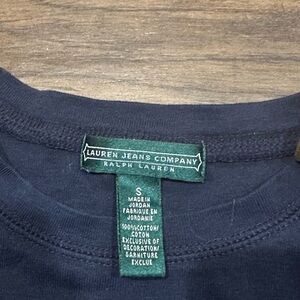 LAUREN JEANS COMPANY
RALPH LAUREN
S
MADE IN
JORDAN
FABRIQUE EN
JORDANIE
100%COTTON/
COTON
EXCLUSIVE OF
DECORATION/
GARNITURE
EXCLUE